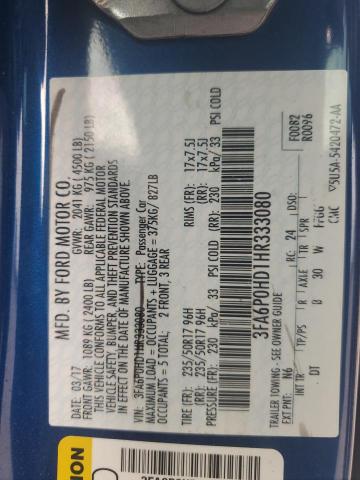 MFD. BY FORD MOTOR CO.
DATE: 03/17 GVWR: 2041 KG (4500 LB)
FRONT GAWR: 1089 KG (2400 LB) REAR GAWR: 975 KG (2150 LB)
THIS VEHICLE CONFORMS TO ALL APPLICABLE FEDERAL MOTOR
VEHICLE SAFETY, BUMPER, AND THEFT PREVENTION STANDARDS
IN EFFECT ON THE DATE OF MANUFACTURE SHOWN ABOVE.
VIN: 3FA6P0HD1HR333080 TYPE: Passenger Car
MAXIMUM LOAD = OCCUPANTS + LUGGAGE = 375KG / 827LB
OCCUPANTS = 5 TOTAL: 2 FRONT, 3 REAR
TIRE (FR): 235/50R17 96H RIMS (FR): 17x7.5J
TIRE (RR): 235/50R17 96H (RR): 17x7.5J
PRESSURE (FR): 230 kPa/ 33 PSI COLD
(RR): 230 kPa/ 33 PSI COLD
3FA6P0HD1HR333080
F0082
R0096
TRAILER TOWING - SEE OWNER GUIDE
EXT PNT: N6 RC: 24 DSO:
INT TR TP/PS R AX TR SPR
DT Ø 30 W
5U5A-5420472-AA